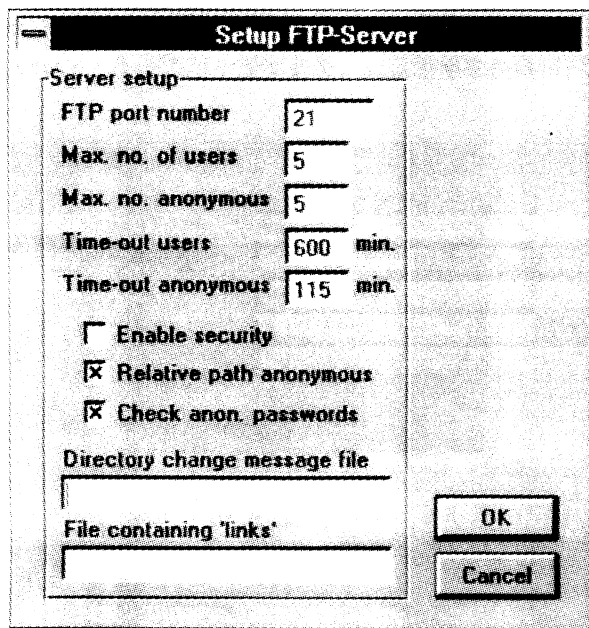 Setup FTP-Server
Server setup
FTP port number 21
Max. no. of users 5
Max. no. anonymous 5
Time-out users 600 min.
Time-out anonymous 115 min.
Enable security
Relative path anonymous
Check anon. passwords
Directory change message file
File containing 'links'
OK
Cancel